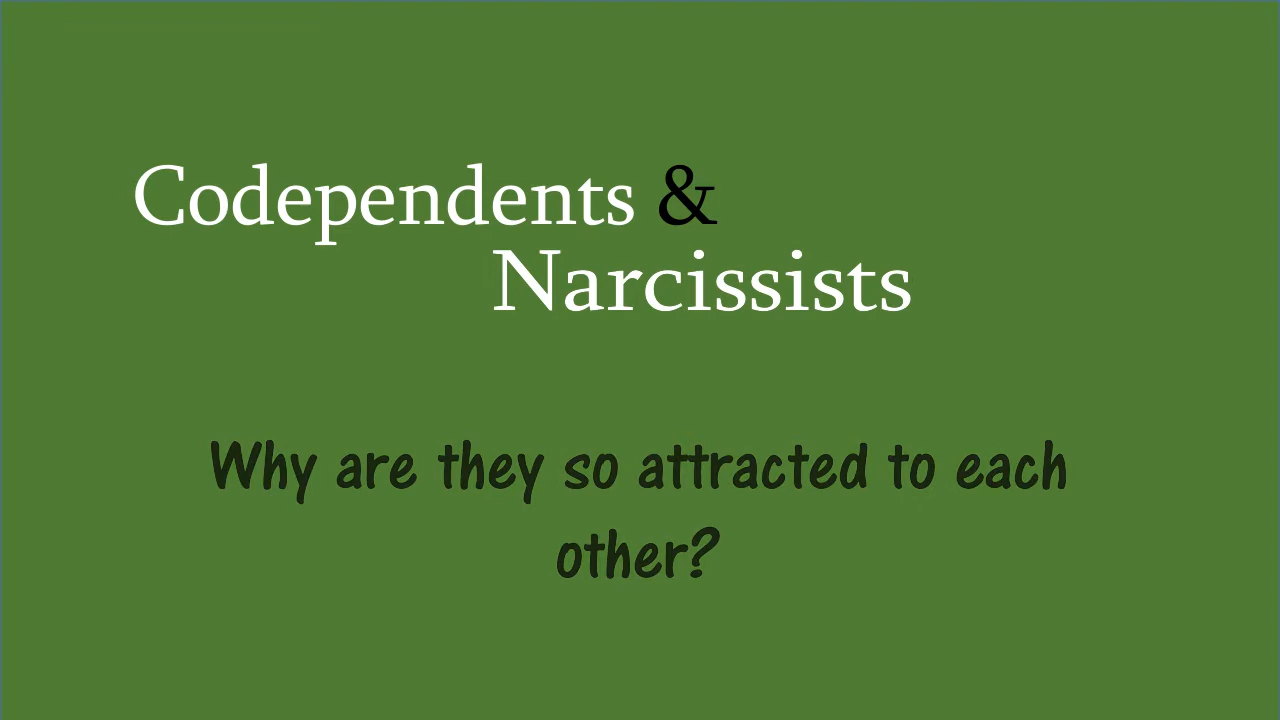 Codependents &
Narcissists
Why are they so attracted to each
other?